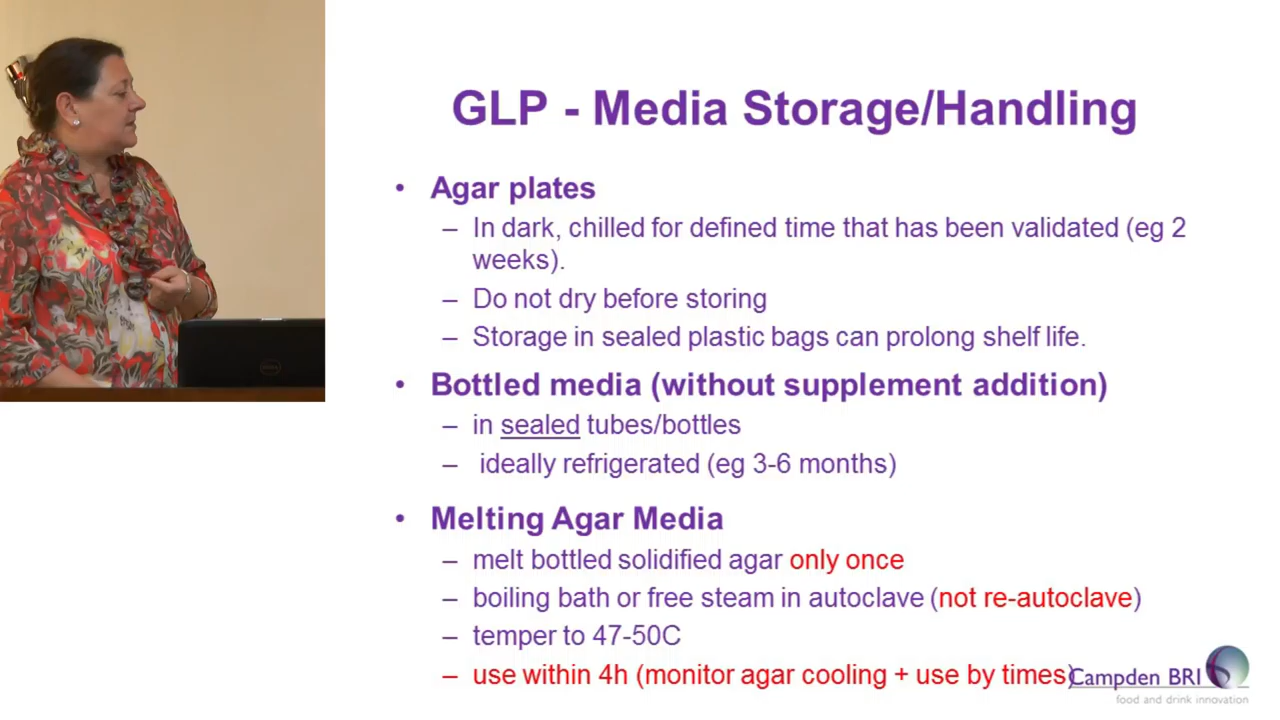 GLP - Media Storage/Handling
• Agar plates
– In dark, chilled for defined time that has been validated (eg 2
weeks).
– Do not dry before storing
– Storage in sealed plastic bags can prolong shelf life.
• Bottled media (without supplement addition)
– in sealed tubes/bottles
– ideally refrigerated (eg 3-6 months)
• Melting Agar Media
– melt bottled solidified agar only once
– boiling bath or free steam in autoclave (not re-autoclave)
– temper to 47-50C
– use within 4h (monitor agar cooling + use by times)
Campden BRI
food and drink innovation